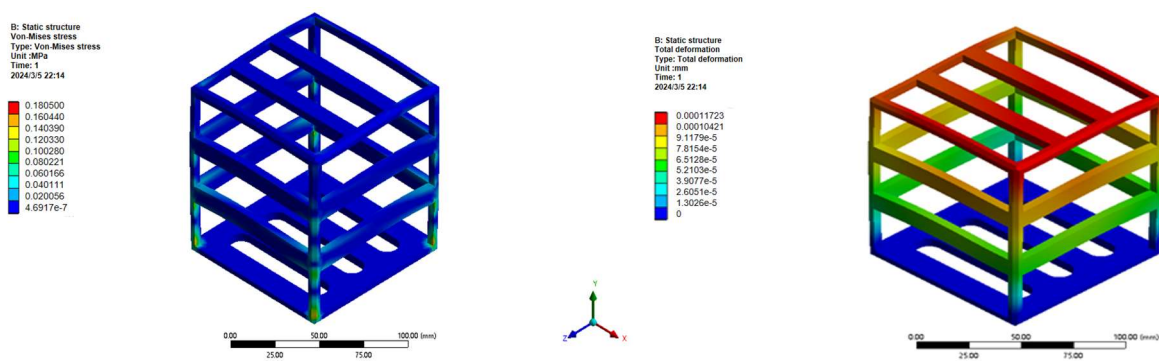 B: Static structure
Von-Mises stress
Type: Von-Mises stress
Unit :MPa
Time: 1
2024/3/5 22:14
0.180500
0.160440
0.140390
0.120330
0.100280
0.080221
0.060166
0.040111
0.020056
4.6917e-7
0.00
50.00
100.00 (mm)
25.00
75.00
Y
Z
X
B: Static structure
Total deformation
Type: Total deformation
Unit :mm
Time: 1
2024/3/5 22:14
0.00011723
0.00010421
9.1179e-5
7.8154e-5
6.5128e-5
5.2103e-5
3.9077e-5
2.6051e-5
1.3026e-5
0
0.00
50.00
100.00 (mm)
25.00
75.00